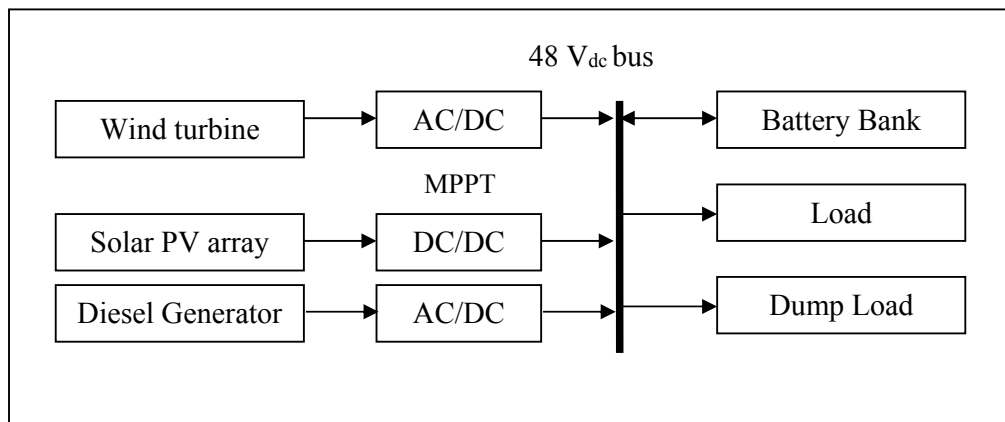 48 Vdc bus
Wind turbine
AC/DC
Battery Bank
MPPT
Solar PV array
DC/DC
Load
Diesel Generator
AC/DC
Dump Load